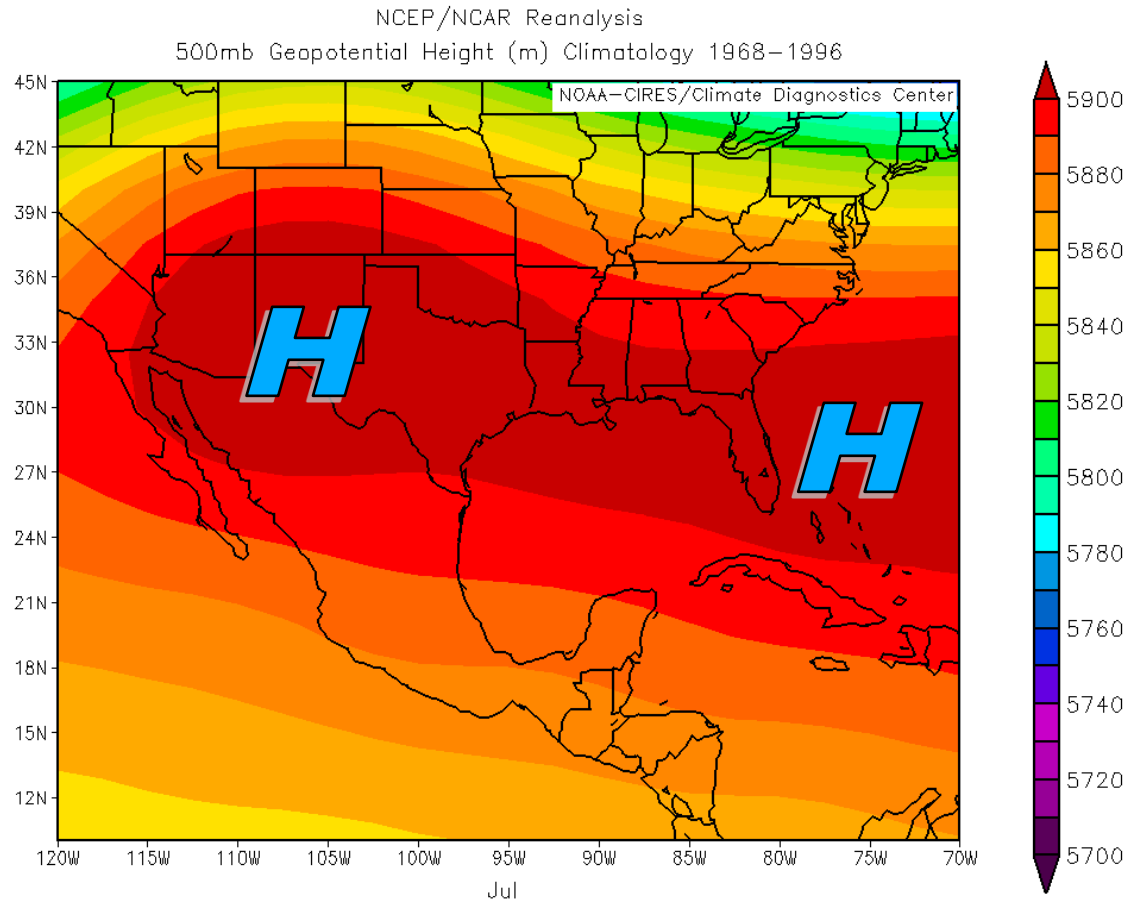 NCEP/NCAR Reanalysis
500mb Geopotential Height (m) Climatology 1968-1996
NOAA-CIRES/Climate Diagnostics Center
45N
42N
39N
36N
33N
30N
27N
24N
21N
18N
15N
12N
H
H
120W 115W 110W 105W 100W 95W 90W 85W 80W 75W 70W
Jul
5900
5880
5860
5840
5820
5800
5780
5760
5740
5720
5700